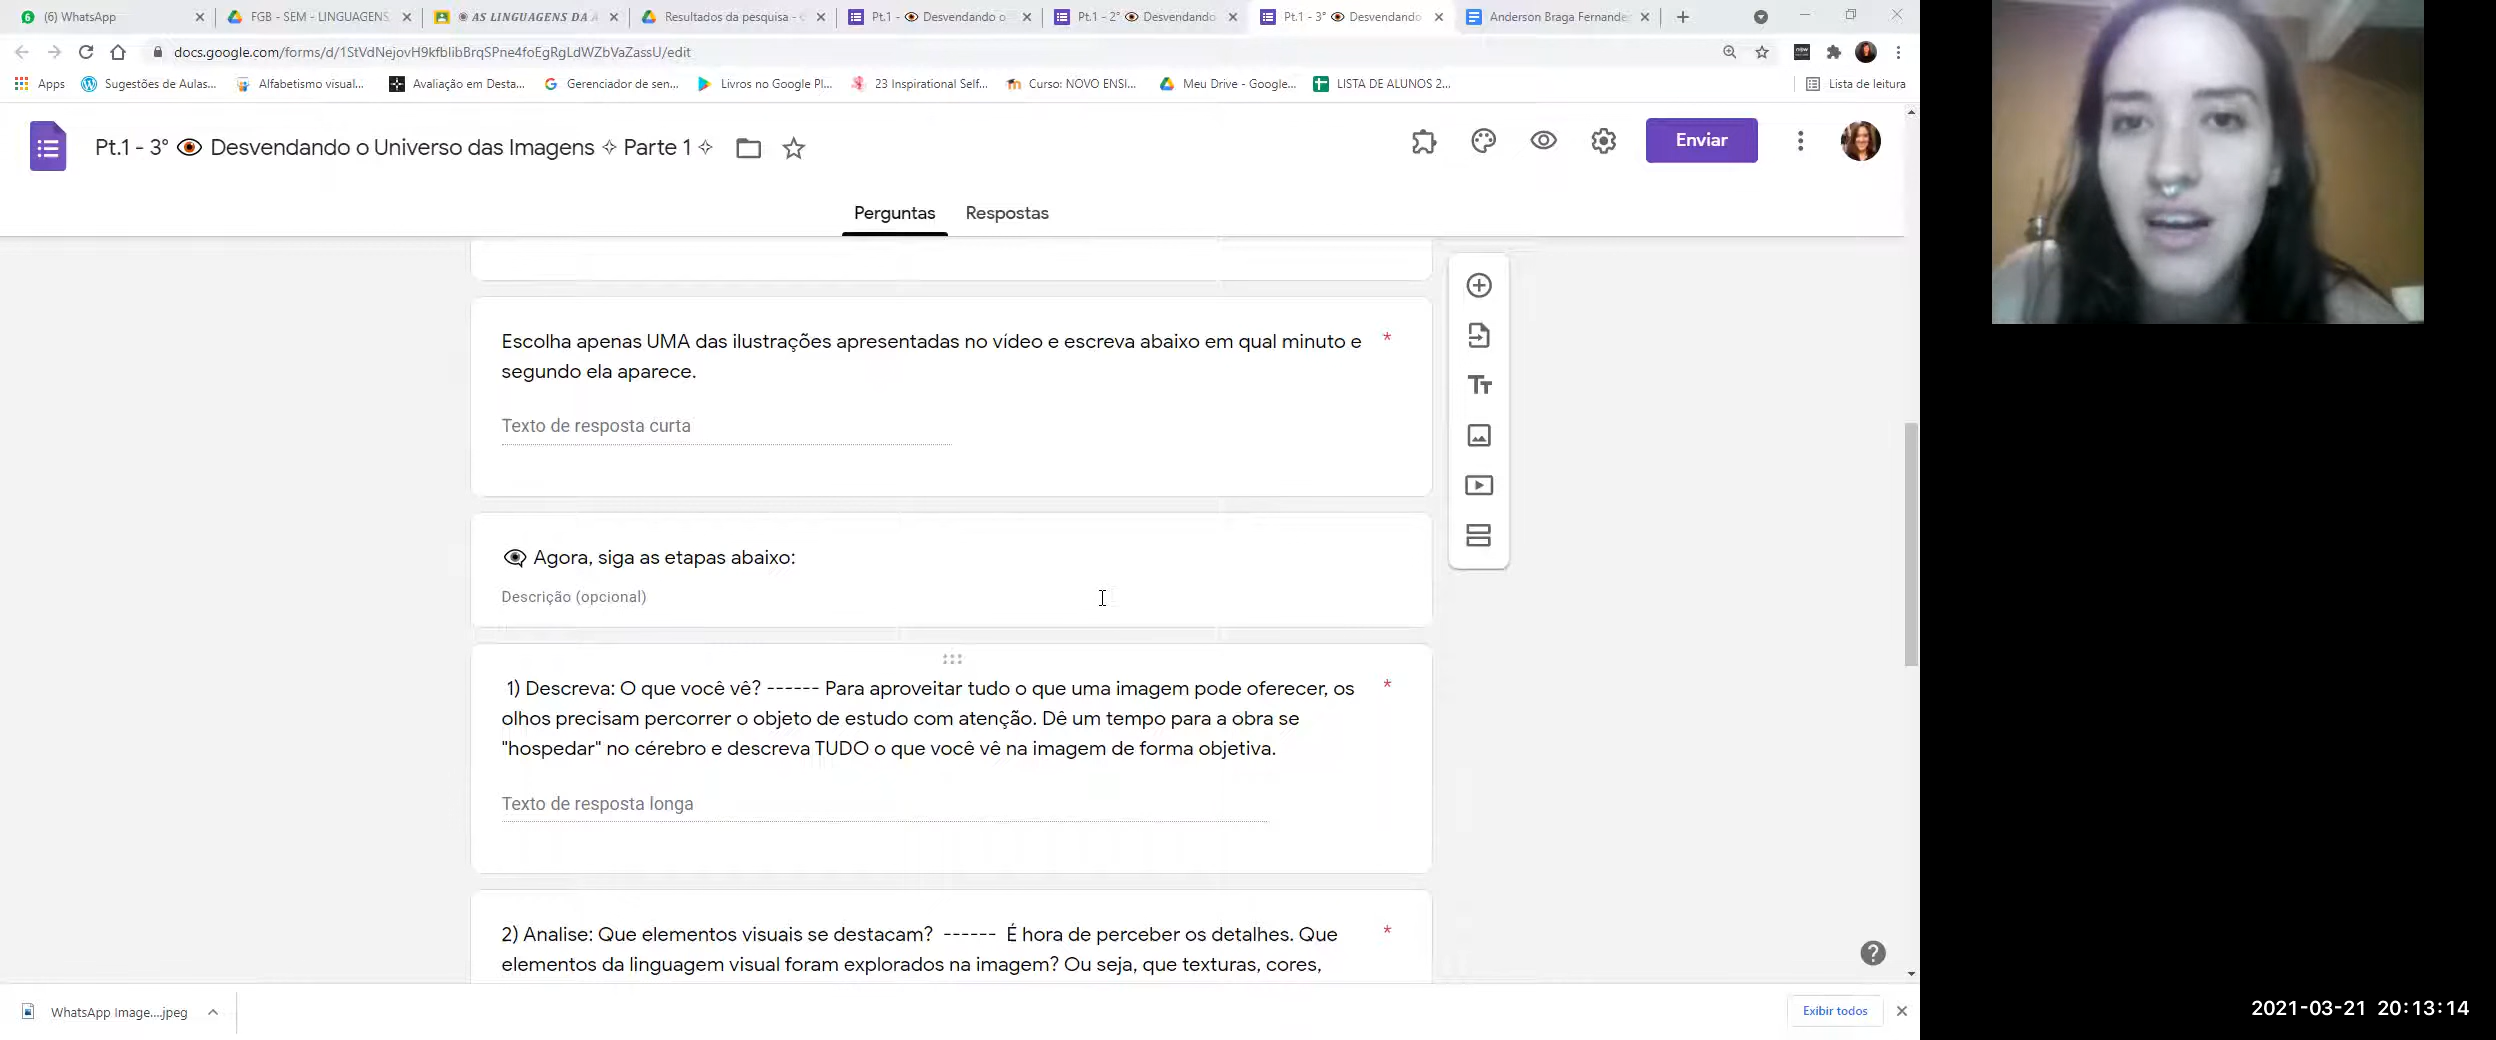 (6) WhatsApp
FGB - SEM - LINGUAGENS
AS LINGUAGENS DA A
Resultados da pesquisa -
Pt.1 - 👁 Desvendando o
Pt.1 - 2° 👁 Desvendando
Pt.1 - 3° 👁 Desvendando
Anderson Braga Fernande
docs.google.com/forms/d/1StVdNejovH9kfblibBrqSPne4foEgRgLdWZbVaZassU/edit
Apps Sugestões de Aulas... Alfabetismo visual... Avaliação em Desta... Gerenciador de sen... Livros no Google Pl... 23 Inspirational Self... Curso: NOVO ENSI... Meu Drive - Google... LISTA DE ALUNOS 2... Lista de leitura
Pt.1 - 3° 👁 Desvendando o Universo das Imagens ✧ Parte 1 ✧
Enviar
Perguntas Respostas
Escolha apenas UMA das ilustrações apresentadas no vídeo e escreva abaixo em qual minuto e *
segundo ela aparece.
Texto de resposta curta
👁‍🗨 Agora, siga as etapas abaixo:
Descrição (opcional)
1) Descreva: O que você vê? ------ Para aproveitar tudo o que uma imagem pode oferecer, os *
olhos precisam percorrer o objeto de estudo com atenção. Dê um tempo para a obra se
"hospedar" no cérebro e descreva TUDO o que você vê na imagem de forma objetiva.
Texto de resposta longa
2) Analise: Que elementos visuais se destacam? ------ É hora de perceber os detalhes. Que *
elementos da linguagem visual foram explorados na imagem? Ou seja, que texturas, cores,
WhatsApp Image....jpeg
Exibir todos
2021-03-21 20:13:14